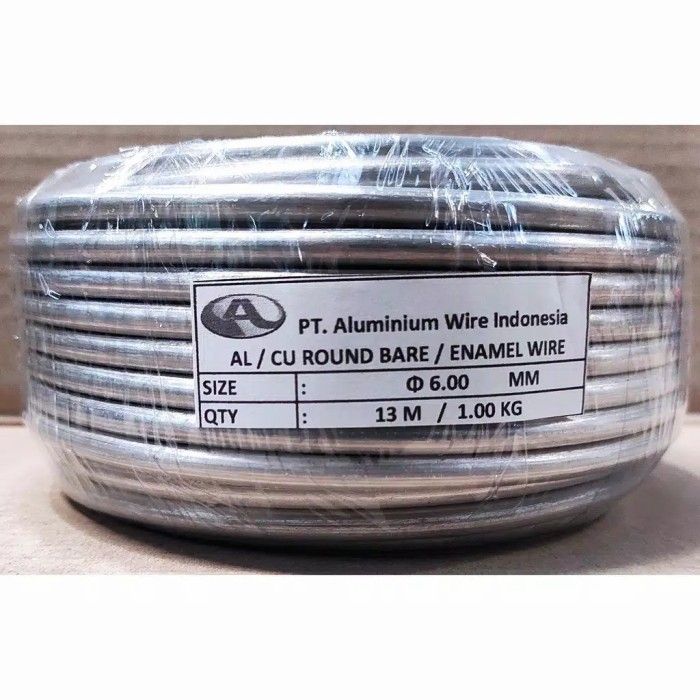 A
PT. Aluminium Wire Indonesia
AL / CU ROUND BARE / ENAMEL WIRE
SIZE : Φ 6.00 MM
QTY : 13 M / 1.00 KG